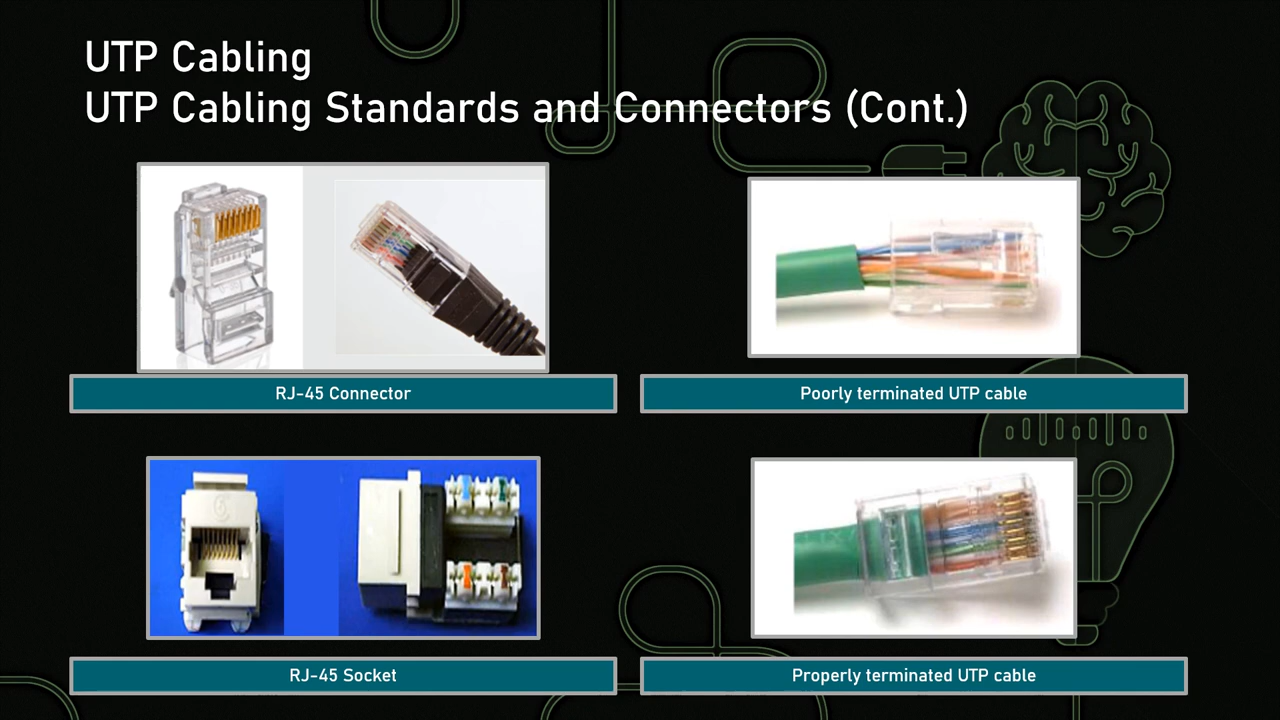 UTP Cabling
UTP Cabling Standards and Connectors (Cont.)
RJ-45 Connector
Poorly terminated UTP cable
RJ-45 Socket
Properly terminated UTP cable